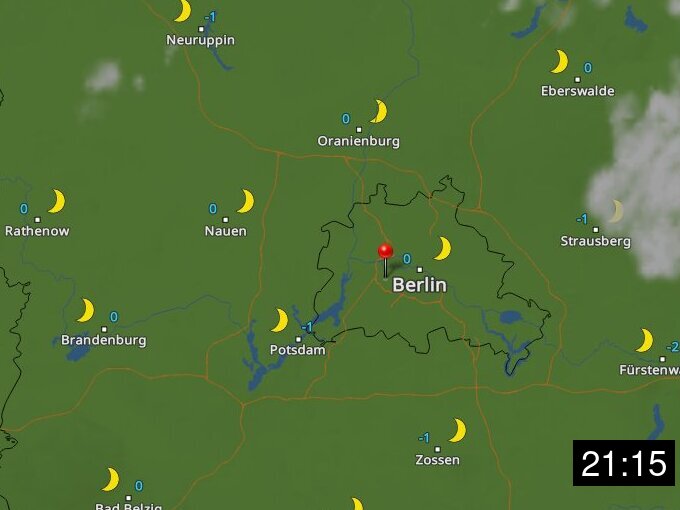 -1
Neuruppin
0
Eberswalde
0
Oranienburg
0
Rathenow
0
Nauen
-1
Strausberg
0
Berlin
0
Brandenburg
-1
Potsdam
-2
Fürstenwa
-1
Zossen
21:15
0
Bad Belzig